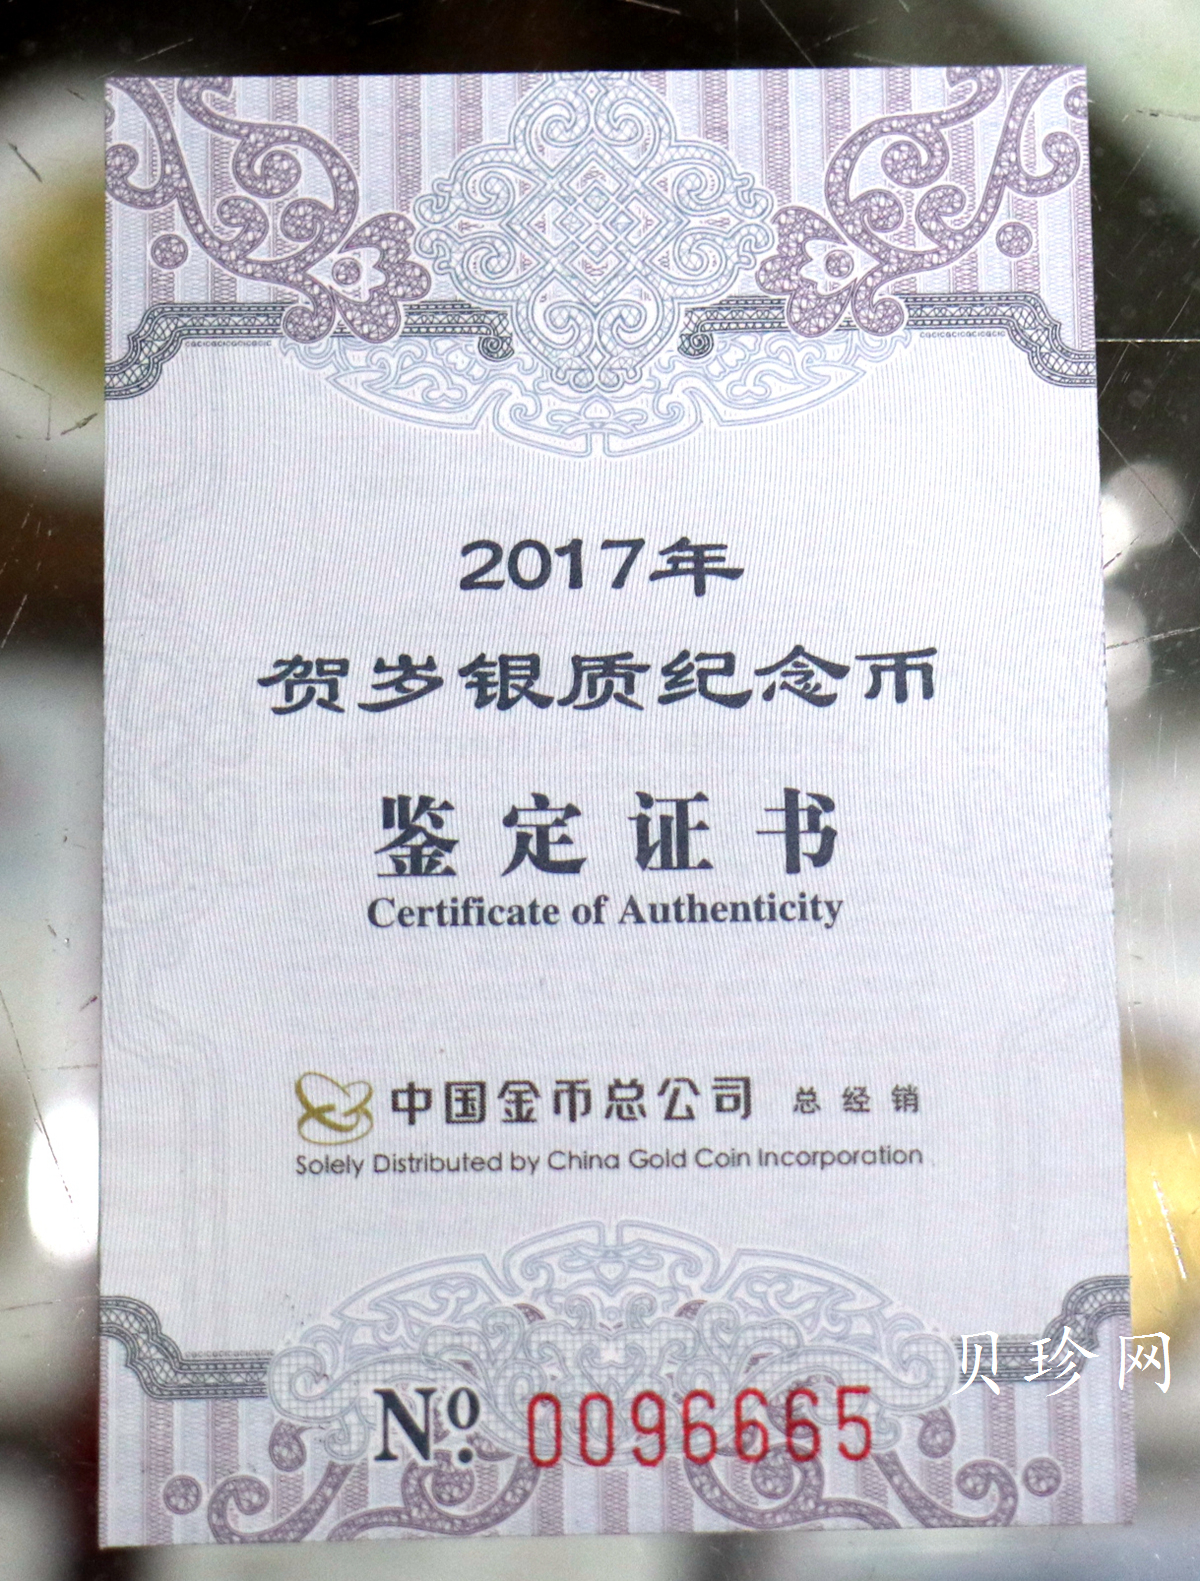 2017年
贺岁银质纪念币
鉴定证书
Certificate of Authenticity
中国金币总公司 总经销
Solely Distributed by China Gold Coin Incorporation
贝珍网
Nº. 0096665